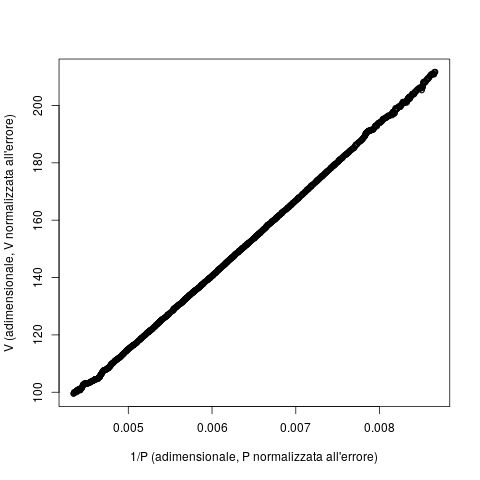 V (adimensionale, V normalizzata all'errore)
200
180
160
140
120
100
0.005 0.006 0.007 0.008
1/P (adimensionale, P normalizzata all'errore)